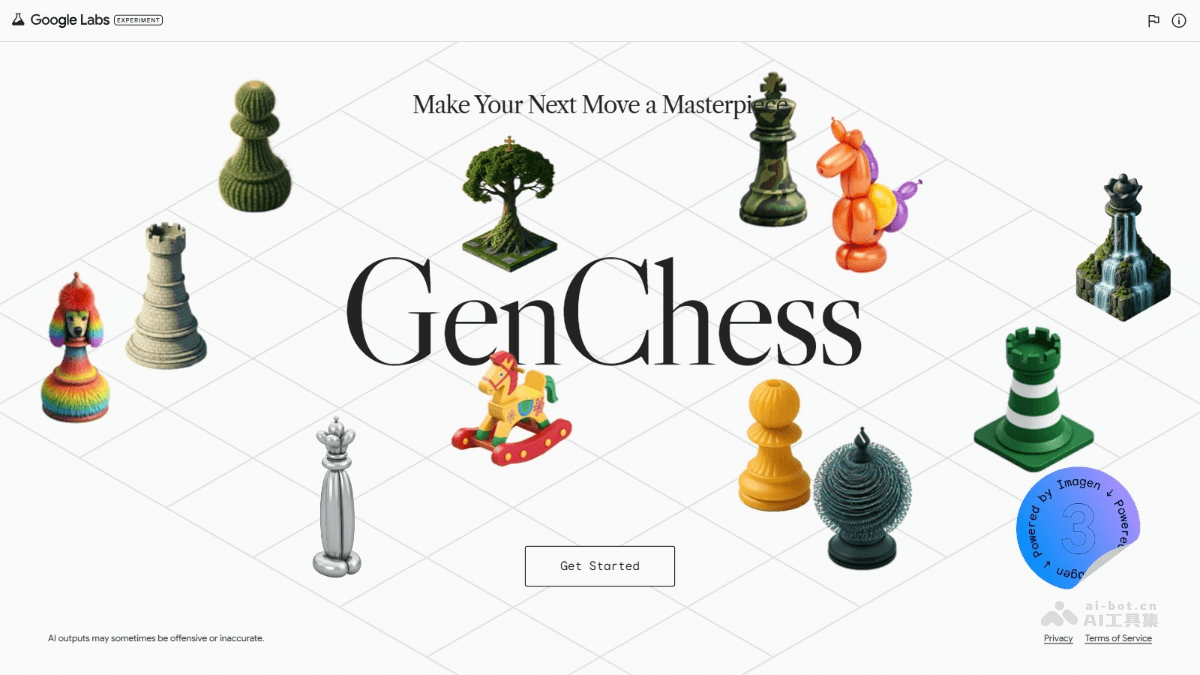 Google Labs EXPERIMENT
Make Your Next Move a Masterpiece
GenChess
Get Started
Powered by Imagen ↓ Powered
Imagen ↓
3
ai-bot.cn
AI工具集
AI outputs may sometimes be offensive or inaccurate.
Privacy Terms of Service